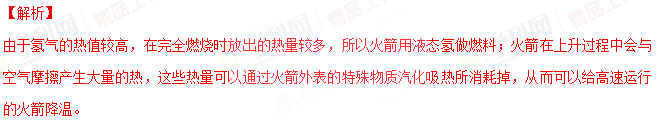 【解析】
由于氢气的热值较高，在完全燃烧时放出的热量较多，所以火箭用液态氢做燃料；火箭在上升过程中会与
空气摩擦产生大量的热，这些热量可以通过火箭外表的特殊物质汽化吸热所消耗掉，从而可以给高速运行
的火箭降温。